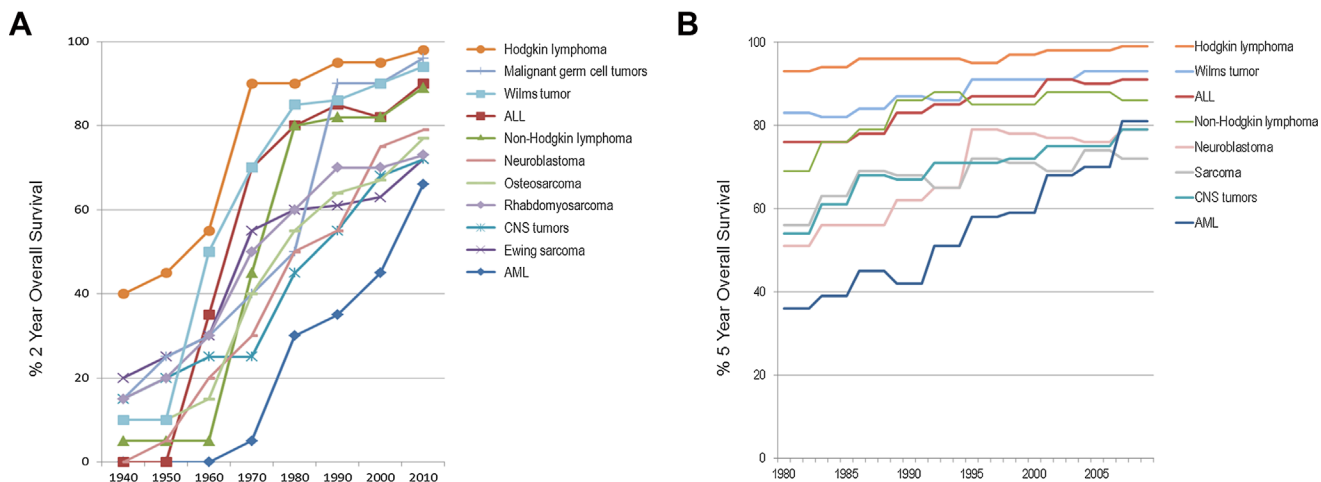 A
% 2 Year Overall Survival
100
80
60
40
20
0
1940 1950 1960 1970 1980 1990 2000 2010
Hodgkin lymphoma
Malignant germ cell tumors
Wilms tumor
ALL
Non-Hodgkin lymphoma
Neuroblastoma
Osteosarcoma
Rhabdomyosarcoma
CNS tumors
Ewing sarcoma
AML
B
% 5 Year Overall Survival
100
80
60
40
20
0
1980 1985 1990 1995 2000 2005
Hodgkin lymphoma
Wilms tumor
ALL
Non-Hodgkin lymphoma
Neuroblastoma
Sarcoma
CNS tumors
AML